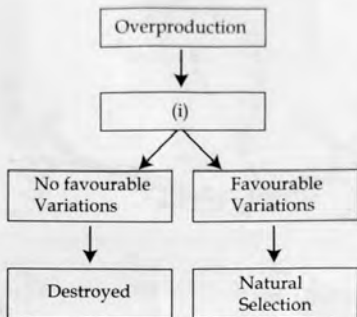 Overproduction
(i)
No favourable
Variations
Favourable
Variations
Destroyed
Natural
Selection